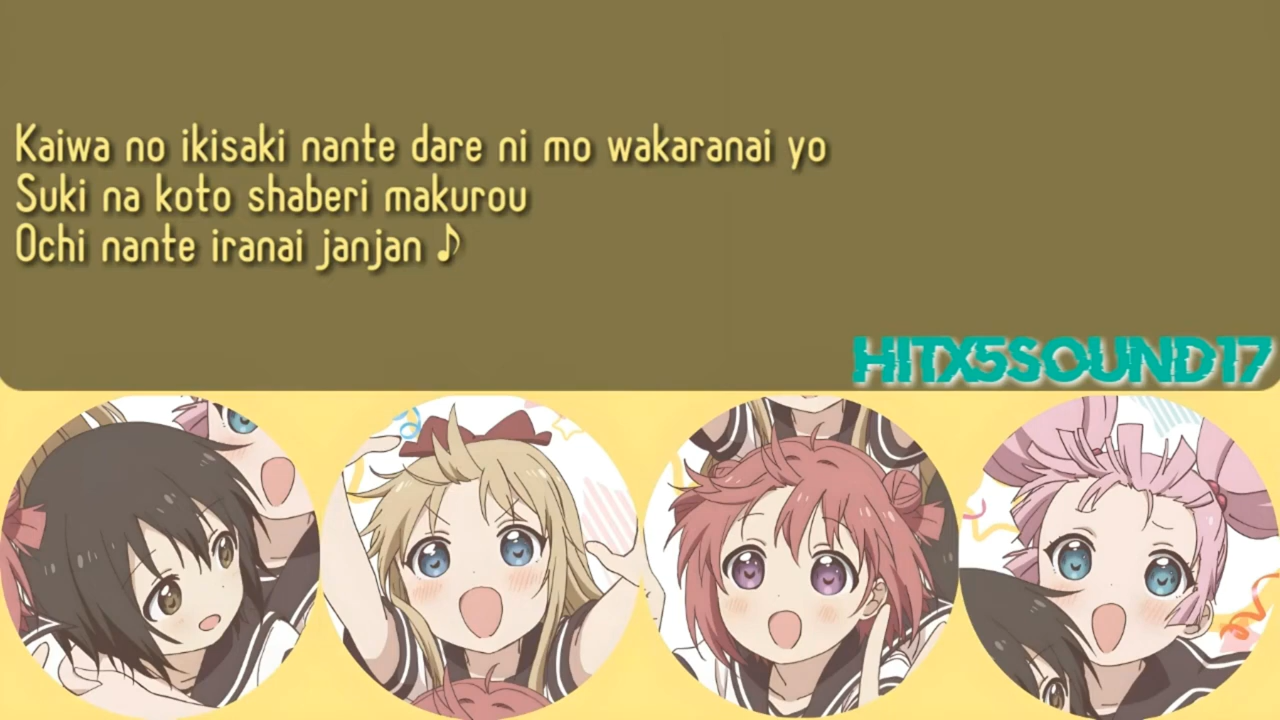 Kaiwa no ikisaki nante dare ni mo wakaranai yo
Suki na koto shaberi makurou
Ochi nante iranai janjan ♪
HITX5SOUND17